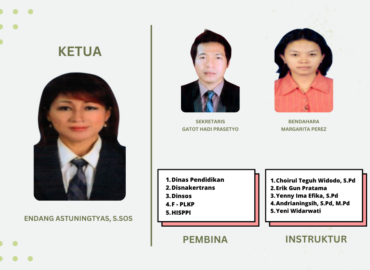 KETUA
ENDANG ASTUNINGTYAS, S.SOS
SEKRETARIS
GATOT HADI PRASETYO
BENDAHARA
MARGARITA PEREZ
1.Dinas Pendidikan
2.Disnakertrans
3.Dinsos
4.F - PLKP
5.HISPPI
PEMBINA
1.Choirul Teguh Widodo, S.Pd
2.Erik Gun Pratama
3.Yenny Ima Efika, S.Pd
4.Andrianingsih, S.Pd, M.Pd
5.Yeni Widarwati
INSTRUKTUR